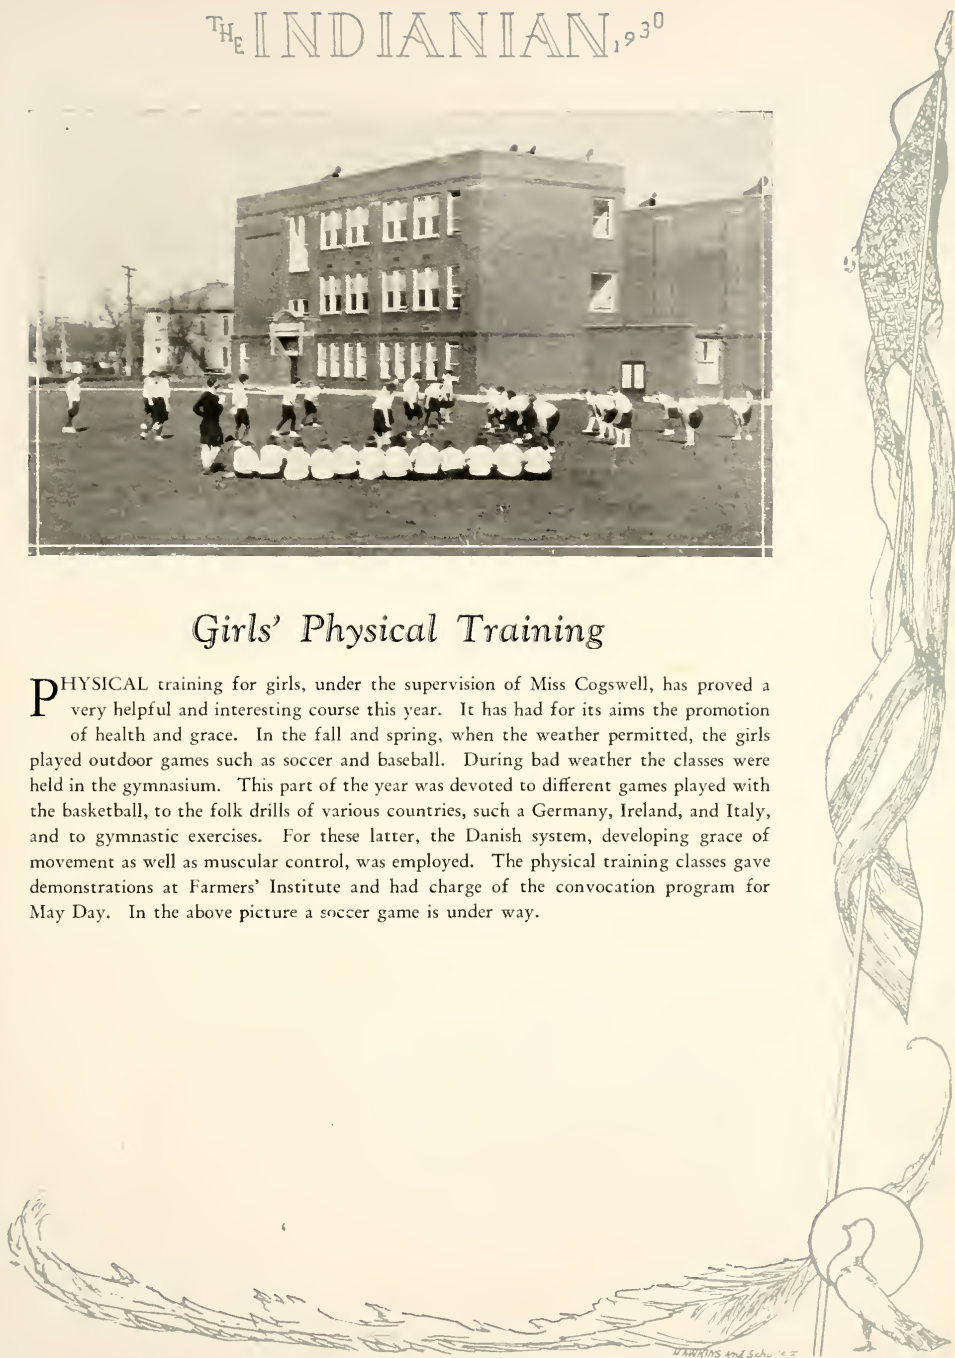 THE INDIANIAN 1930
Girls' Physical Training
PHYSICAL training for girls, under the supervision of Miss Cogswell, has proved a
very helpful and interesting course this year. It has had for its aims the promotion
of health and grace. In the fall and spring, when the weather permitted, the girls
played outdoor games such as soccer and baseball. During bad weather the classes were
held in the gymnasium. This part of the year was devoted to different games played with
the basketball, to the folk drills of various countries, such a Germany, Ireland, and Italy,
and to gymnastic exercises. For these latter, the Danish system, developing grace of
movement as well as muscular control, was employed. The physical training classes gave
demonstrations at Farmers' Institute and had charge of the convocation program for
May Day. In the above picture a soccer game is under way.
HAWKINS and